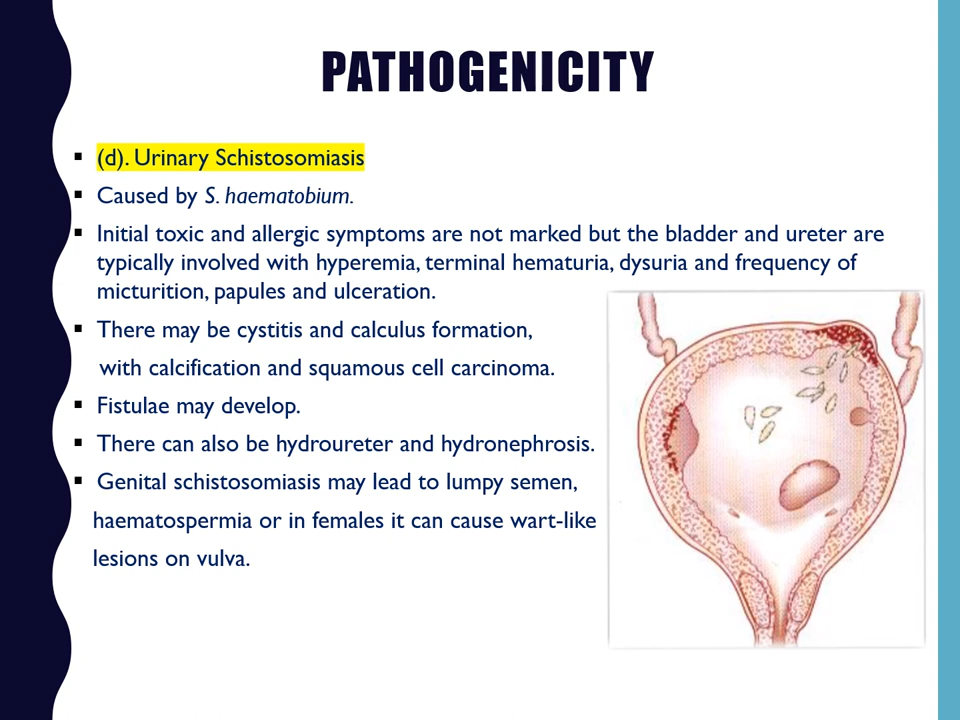 PATHOGENICITY
▪ (d). Urinary Schistosomiasis
▪ Caused by S. haematobium.
▪ Initial toxic and allergic symptoms are not marked but the bladder and ureter are
typically involved with hyperemia, terminal hematuria, dysuria and frequency of
micturition, papules and ulceration.
▪ There may be cystitis and calculus formation,
with calcification and squamous cell carcinoma.
▪ Fistulae may develop.
▪ There can also be hydroureter and hydronephrosis.
▪ Genital schistosomiasis may lead to lumpy semen,
haematospermia or in females it can cause wart-like
lesions on vulva.